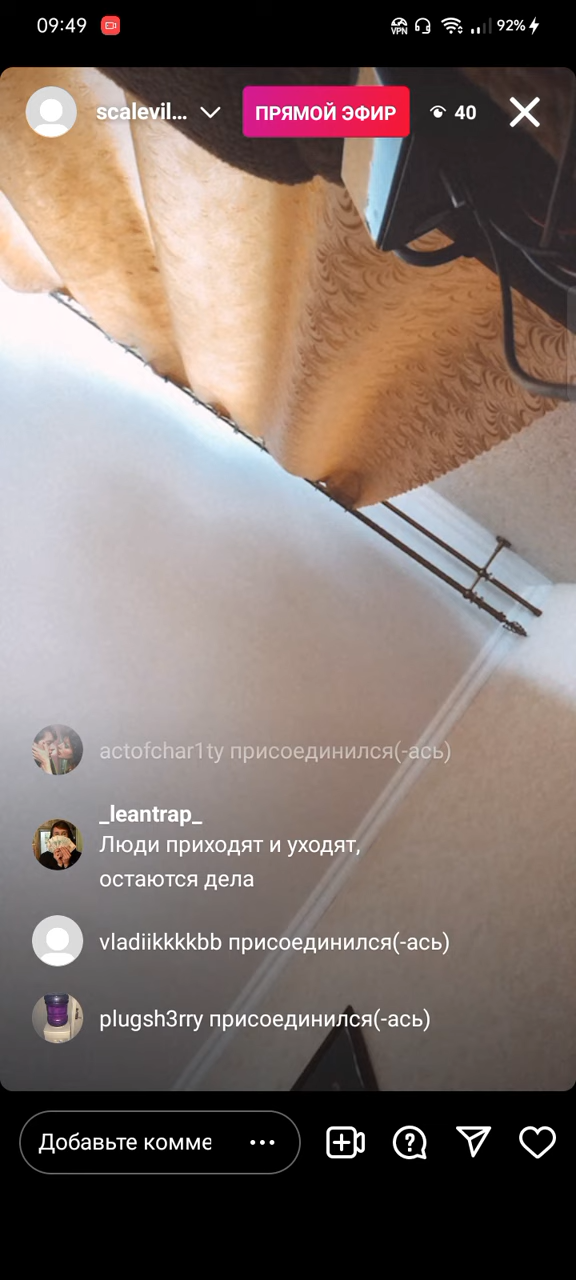 09:49 VPN 92%
scalevil... ПРЯМОЙ ЭФИР 40
actofchar1ty присоединился(-ась)
_leantrap_
Люди приходят и уходят,
остаются дела
vladiikkkkbb присоединился(-ась)
plugsh3rry присоединился(-ась)
Добавьте комме